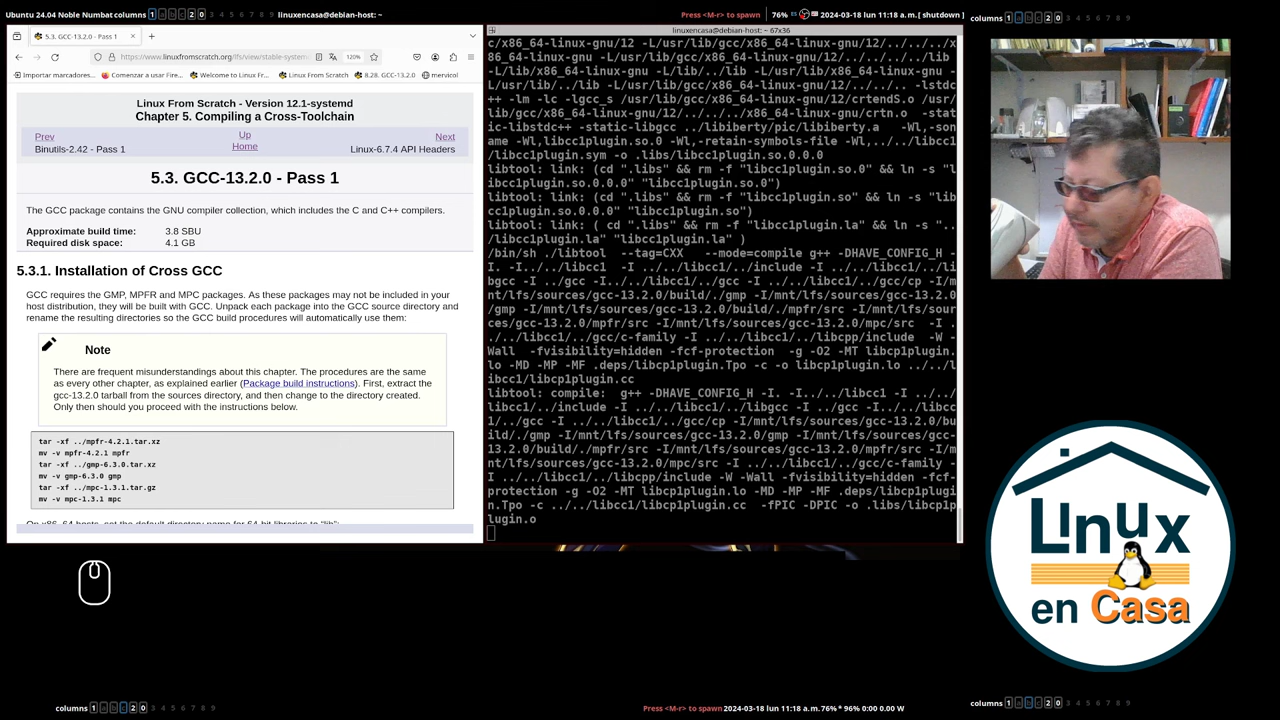 Ubuntu 24.04 Noble Numbat columns 1 a b c 2 0 3 4 5 6 7 8 9 linuxencasa@debian-host: ~
Press <M-r> to spawn 76% 2024-03-18 lun 11:18 a.m. [ shutdown ]
columns 1 a b c 2 0 3 4 5 6 7 8 9
5.3. GCC-13.2.0 - Pass 1
https://www.linuxfromscratch.org/lfs/view/stable-system
120%
Importar marcadores...
Comenzar a usar Fire...
Welcome to Linux Fr...
Linux From Scratch
8.28. GCC-13.2.0
mervicol
Linux From Scratch - Version 12.1-systemd
Chapter 5. Compiling a Cross-Toolchain
Prev
Up
Next
Binutils-2.42 - Pass 1
Home
Linux-6.7.4 API Headers
5.3. GCC-13.2.0 - Pass 1
The GCC package contains the GNU compiler collection, which includes the C and C++ compilers.
Approximate build time: 3.8 SBU
Required disk space: 4.1 GB
5.3.1. Installation of Cross GCC
GCC requires the GMP, MPFR and MPC packages. As these packages may not be included in your
host distribution, they will be built with GCC. Unpack each package into the GCC source directory and
rename the resulting directories so the GCC build procedures will automatically use them:
Note
There are frequent misunderstandings about this chapter. The procedures are the same
as every other chapter, as explained earlier (Package build instructions). First, extract the
gcc-13.2.0 tarball from the sources directory, and then change to the directory created.
Only then should you proceed with the instructions below.
tar -xf ../mpfr-4.2.1.tar.xz
mv -v mpfr-4.2.1 mpfr
tar -xf ../gmp-6.3.0.tar.xz
mv -v gmp-6.3.0 gmp
tar -xf ../mpc-1.3.1.tar.gz
mv -v mpc-1.3.1 mpc
On x86_64 hosts, set the default directory name for 64-bit libraries to "lib":
linuxencasa@debian-host: ~ 67x36
c/x86_64-linux-gnu/12 -L/usr/lib/gcc/x86_64-linux-gnu/12/../../../x
86_64-linux-gnu -L/usr/lib/gcc/x86_64-linux-gnu/12/../../../../lib
-L/lib/x86_64-linux-gnu -L/lib/../lib -L/usr/lib/x86_64-linux-gnu -
L/usr/lib/../lib -L/usr/lib/gcc/x86_64-linux-gnu/12/../../.. -lstdc
++ -lm -lc -lgcc_s /usr/lib/gcc/x86_64-linux-gnu/12/crtendS.o /usr/
lib/gcc/x86_64-linux-gnu/12/../../../x86_64-linux-gnu/crtn.o  -stat
ic-libstdc++ -static-libgcc ../libiberty/pic/libiberty.a   -Wl,-son
ame -Wl,libcc1plugin.so.0 -Wl,-retain-symbols-file -Wl,../../libcc1
/libcc1plugin.sym -o .libs/libcc1plugin.so.0.0.0
libtool: link: (cd ".libs" && rm -f "libcc1plugin.so.0" && ln -s "l
ibcc1plugin.so.0.0.0" "libcc1plugin.so.0")
libtool: link: (cd ".libs" && rm -f "libcc1plugin.so" && ln -s "lib
cc1plugin.so.0.0.0" "libcc1plugin.so")
libtool: link: ( cd ".libs" && rm -f "libcc1plugin.la" && ln -s "..
/libcc1plugin.la" "libcc1plugin.la" )
/bin/sh ./libtool  --tag=CXX   --mode=compile g++ -DHAVE_CONFIG_H -
I. -I../../libcc1  -I ../../libcc1/../include -I ../../libcc1/../li
bgcc -I ../gcc -I../../libcc1/../gcc -I ../../libcc1/../gcc/cp -I/m
nt/lfs/sources/gcc-13.2.0/build/./gmp -I/mnt/lfs/sources/gcc-13.2.0
/gmp -I/mnt/lfs/sources/gcc-13.2.0/build/./mpfr/src -I/mnt/lfs/sour
ces/gcc-13.2.0/mpfr/src -I/mnt/lfs/sources/gcc-13.2.0/mpc/src  -I .
./../libcc1/../gcc/c-family -I ../../libcc1/../libcpp/include -W -
Wall  -fvisibility=hidden -fcf-protection  -g -O2 -MT libcp1plugin.
lo -MD -MP -MF .deps/libcp1plugin.Tpo -c -o libcp1plugin.lo ../../l
ibcc1/libcp1plugin.cc
libtool: compile:  g++ -DHAVE_CONFIG_H -I. -I../../libcc1 -I ../../
libcc1/../include -I ../../libcc1/../libgcc -I ../gcc -I../../libcc
1/../gcc -I ../../libcc1/../gcc/cp -I/mnt/lfs/sources/gcc-13.2.0/bu
ild/./gmp -I/mnt/lfs/sources/gcc-13.2.0/gmp -I/mnt/lfs/sources/gcc-
13.2.0/build/./mpfr/src -I/mnt/lfs/sources/gcc-13.2.0/mpfr/src -I/m
nt/lfs/sources/gcc-13.2.0/mpc/src -I ../../libcc1/../gcc/c-family -
I ../../libcc1/../libcpp/include -W -Wall -fvisibility=hidden -fcf-
protection -g -O2 -MT libcp1plugin.lo -MD -MP -MF .deps/libcp1plugi
n.Tpo -c ../../libcc1/libcp1plugin.cc  -fPIC -DPIC -o .libs/libcp1p
lugin.o
Linux
en Casa
columns 1 a b c 2 0 3 4 5 6 7 8 9
Press <M-r> to spawn 2024-03-18 lun 11:18 a.m. 76% * 96% 0:00 0.00 W
columns 1 a b c 2 0 3 4 5 6 7 8 9